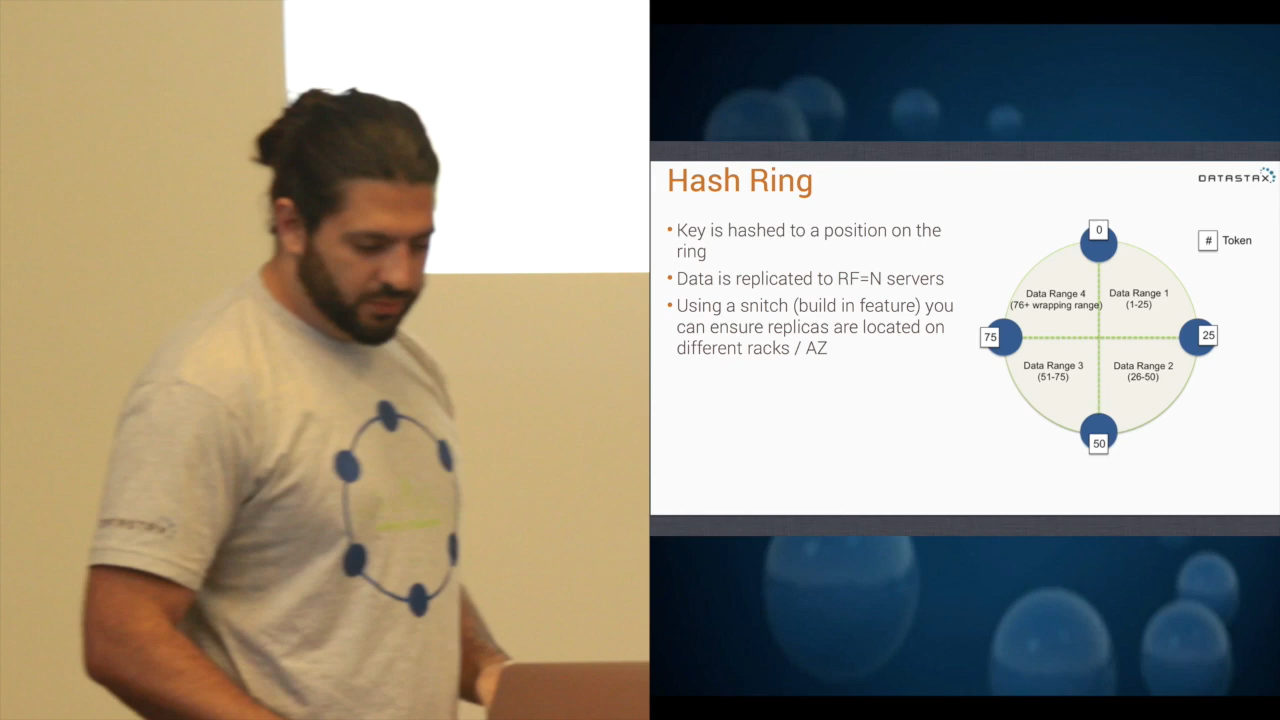 Hash Ring
DATASTAX
• Key is hashed to a position on the
ring
• Data is replicated to RF=N servers
• Using a snitch (build in feature) you
can ensure replicas are located on
different racks / AZ
0
# Token
Data Range 4
(76+ wrapping range)
Data Range 1
(1-25)
75
25
Data Range 3
(51-75)
Data Range 2
(26-50)
50
DATASTAX